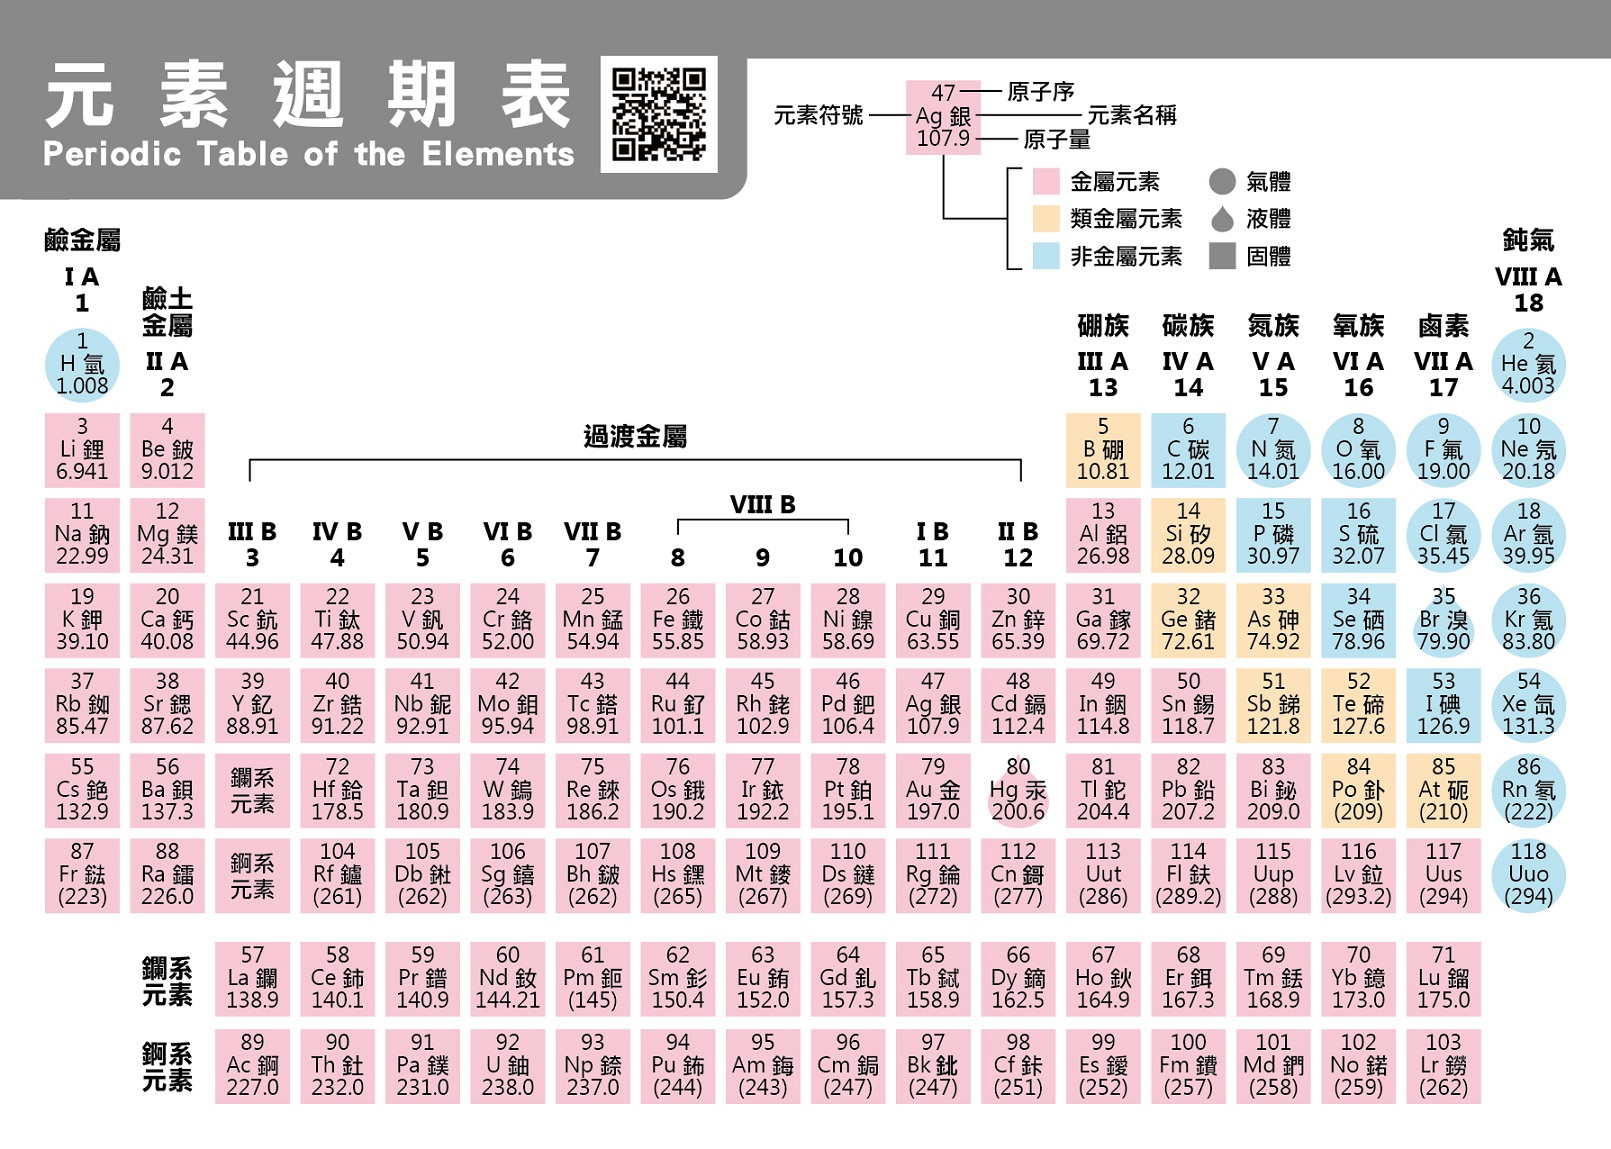 元素週期表
Periodic Table of the Elements
47 原子序
元素符號 Ag 銀 元素名稱
107.9 原子量
金屬元素 氣體
類金屬元素 液體
非金屬元素 固體
鹼金屬
I A
1
鹼土
金屬
II A
2
過渡金屬
III B
3
IV B
4
V B
5
VI B
6
VII B
7
VIII B
8 9 10
I B
11
II B
12
硼族
III A
13
碳族
IV A
14
氮族
V A
15
氧族
VI A
16
鹵素
VII A
17
鈍氣
VIII A
18
1 2
H 氫 He 氦
1.008 4.003
3 4 5 6 7 8 9 10
Li 鋰 Be 鈹 B 硼 C 碳 N 氮 O 氧 F 氟 Ne 氖
6.941 9.012 10.81 12.01 14.01 16.00 19.00 20.18
11 12 13 14 15 16 17 18
Na 鈉 Mg 鎂 Al 鋁 Si 矽 P 磷 S 硫 Cl 氯 Ar 氬
22.99 24.31 26.98 28.09 30.97 32.07 35.45 39.95
19 20 21 22 23 24 25 26 27 28 29 30 31 32 33 34 35 36
K 鉀 Ca 鈣 Sc 鈧 Ti 鈦 V 釩 Cr 鉻 Mn 錳 Fe 鐵 Co 鈷 Ni 鎳 Cu 銅 Zn 鋅 Ga 鎵 Ge 鍺 As 砷 Se 硒 Br 溴 Kr 氪
39.10 40.08 44.96 47.88 50.94 52.00 54.94 55.85 58.93 58.69 63.55 65.39 69.72 72.61 74.92 78.96 79.90 83.80
37 38 39 40 41 42 43 44 45 46 47 48 49 50 51 52 53 54
Rb 銣 Sr 鍶 Y 釔 Zr 鋯 Nb 鈮 Mo 鉬 Tc 鎝 Ru 釕 Rh 銠 Pd 鈀 Ag 銀 Cd 鎘 In 銦 Sn 錫 Sb 銻 Te 碲 I 碘 Xe 氙
85.47 87.62 88.91 91.22 92.91 95.94 98.91 101.1 102.9 106.4 107.9 112.4 114.8 118.7 121.8 127.6 126.9 131.3
55 56 鑭系 72 73 74 75 76 77 78 79 80 81 82 83 84 85 86
Cs 銫 Ba 鋇 元素 Hf 鉿 Ta 鉭 W 鎢 Re 錸 Os 鋨 Ir 銥 Pt 鉑 Au 金 Hg 汞 Tl 鉈 Pb 鉛 Bi 鉍 Po 釙 At 砈 Rn 氡
132.9 137.3 178.5 180.9 183.9 186.2 190.2 192.2 195.1 197.0 200.6 204.4 207.2 209.0 (209) (210) (222)
87 88 錒系 104 105 106 107 108 109 110 111 112 113 114 115 116 117 118
Fr 鍅 Ra 鐳 元素 Rf 鑪 Db 𨧀 Sg 𨭎 Bh 𨨏 Hs 𨭆 Mt 䥑 Ds 鐽 Rg 錀 Cn 鎶 Uut Fl 鈇 Uup Lv 鉝 Uus Uuo
(223) 226.0 (261) (262) (263) (262) (265) (267) (269) (272) (277) (286) (289.2) (288) (293.2) (294) (294)
鑭系
元素
57 58 59 60 61 62 63 64 65 66 67 68 69 70 71
La 鑭 Ce 鈰 Pr 鐠 Nd 釹 Pm 鉕 Sm 釤 Eu 銪 Gd 釓 Tb 鋱 Dy 鏑 Ho 鈥 Er 鉺 Tm 銩 Yb 鐿 Lu 鎦
138.9 140.1 140.9 144.21 (145) 150.4 152.0 157.3 158.9 162.5 164.9 167.3 168.9 173.0 175.0
錒系
元素
89 90 91 92 93 94 95 96 97 98 99 100 101 102 103
Ac 錒 Th 釷 Pa 鏷 U 鈾 Np 錼 Pu 鈽 Am 鋂 Cm 鋦 Bk 鉳 Cf 鉲 Es 鑀 Fm 鐨 Md 鍆 No 鍩 Lr 鐒
227.0 232.0 231.0 238.0 237.0 (244) (243) (247) (247) (251) (252) (257) (258) (259) (262)